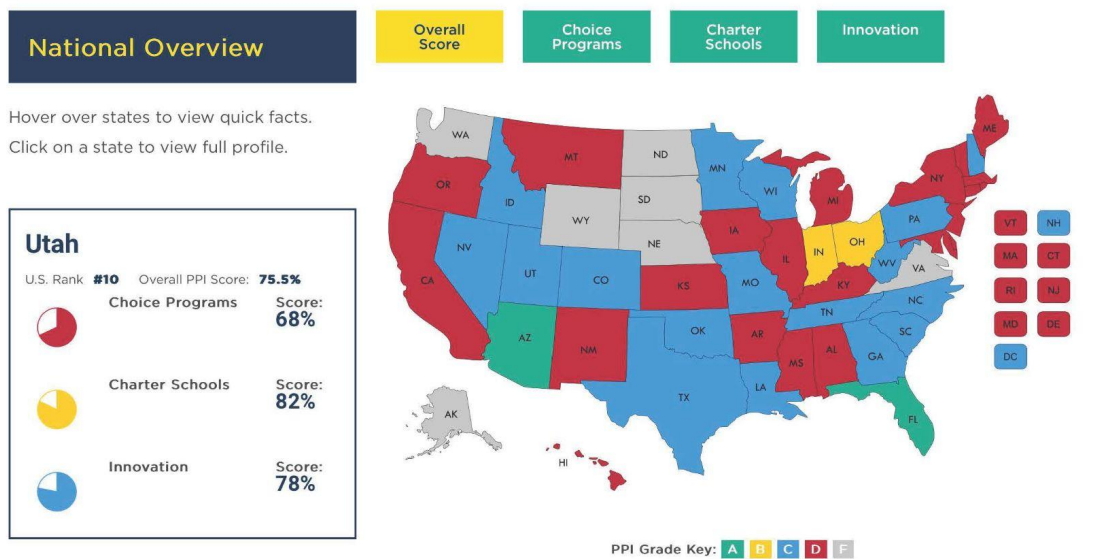 National Overview
Overall
Score
Choice
Programs
Charter
Schools
Innovation
Hover over states to view quick facts.
Click on a state to view full profile.
Utah
U.S. Rank #10 Overall PPI Score: 75.5%
Choice Programs Score:
68%
Charter Schools Score:
82%
Innovation Score:
78%
WA
MT
ND
MN
ME
OR
ID
SD
WI
MI
NY
WY
NE
IA
PA
NV
UT
CO
IL
IN
OH
WV
VA
CA
KS
MO
KY
NC
AZ
NM
OK
AR
TN
SC
MS
AL
GA
TX
LA
FL
AK
HI
VT NH
MA CT
RI NJ
MD DE
DC
PPI Grade Key: A B C D F